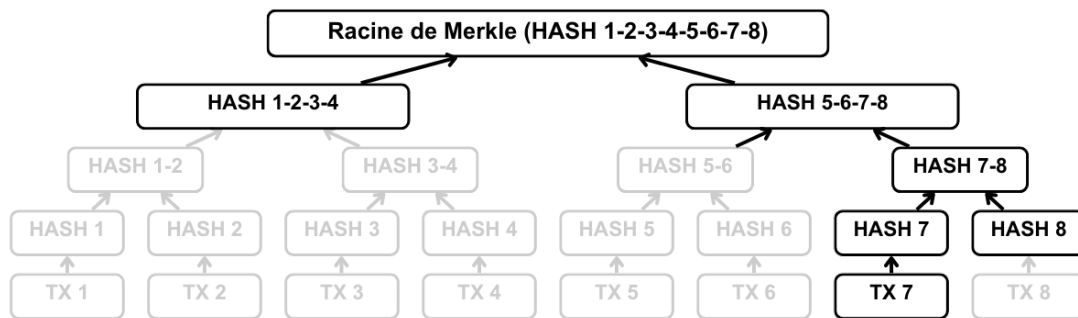 Racine de Merkle (HASH 1-2-3-4-5-6-7-8)
HASH 1-2-3-4
HASH 5-6-7-8
HASH 1-2
HASH 3-4
HASH 5-6
HASH 7-8
HASH 1
HASH 2
HASH 3
HASH 4
HASH 5
HASH 6
HASH 7
HASH 8
TX 1
TX 2
TX 3
TX 4
TX 5
TX 6
TX 7
TX 8